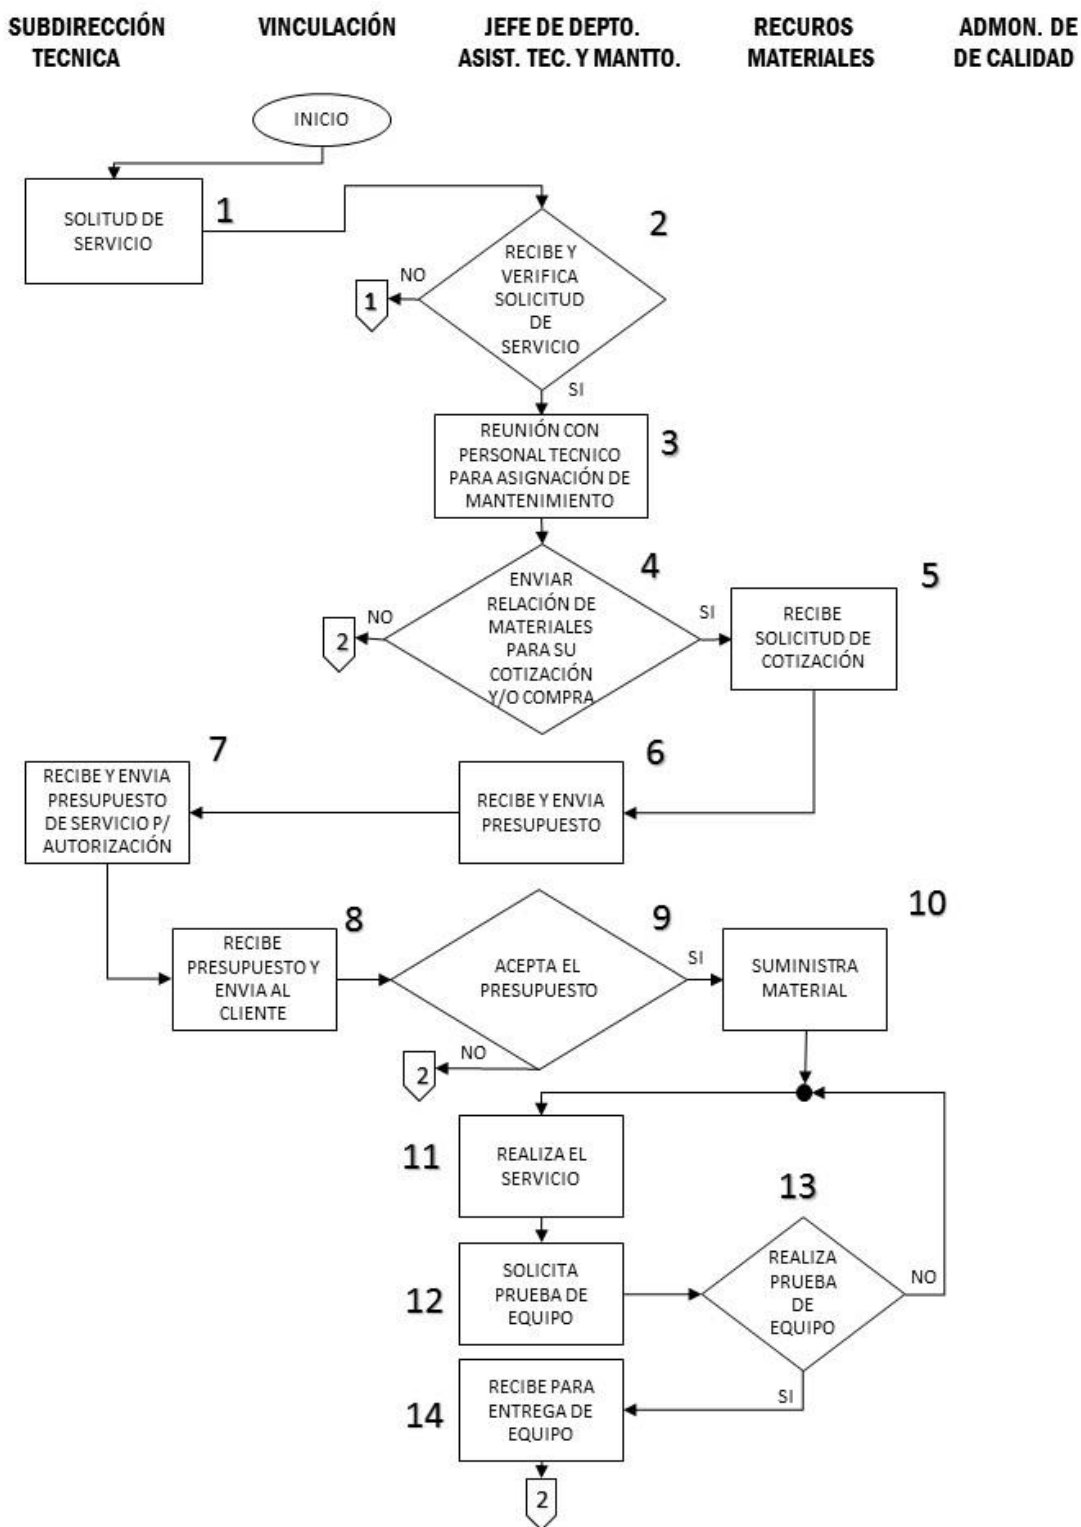 SUBDIRECCIÓN
TECNICA
VINCULACIÓN
JEFE DE DEPTO.
ASIST. TEC. Y MANTTO.
RECUROS
MATERIALES
ADMON. DE
DE CALIDAD
INICIO
SOLITUD DE
SERVICIO
1
2
RECIBE Y
VERIFICA
SOLICITUD
DE
SERVICIO
NO
1
SI
REUNIÓN CON
PERSONAL TECNICO
PARA ASIGNACIÓN DE
MANTENIMIENTO
3
4
ENVIAR
RELACIÓN DE
MATERIALES
PARA SU
COTIZACIÓN
Y/O COMPRA
NO
2
SI
5
RECIBE
SOLICITUD DE
COTIZACIÓN
6
RECIBE Y ENVIA
PRESUPUESTO
7
RECIBE Y ENVIA
PRESUPUESTO
DE SERVICIO P/
AUTORIZACIÓN
8
RECIBE
PRESUPUESTO Y
ENVIA AL
CLIENTE
9
ACEPTA EL
PRESUPUESTO
SI
NO
2
10
SUMINISTRA
MATERIAL
11
REALIZA EL
SERVICIO
12
SOLICITA
PRUEBA DE
EQUIPO
13
REALIZA
PRUEBA
DE
EQUIPO
NO
SI
14
RECIBE PARA
ENTREGA DE
EQUIPO
2